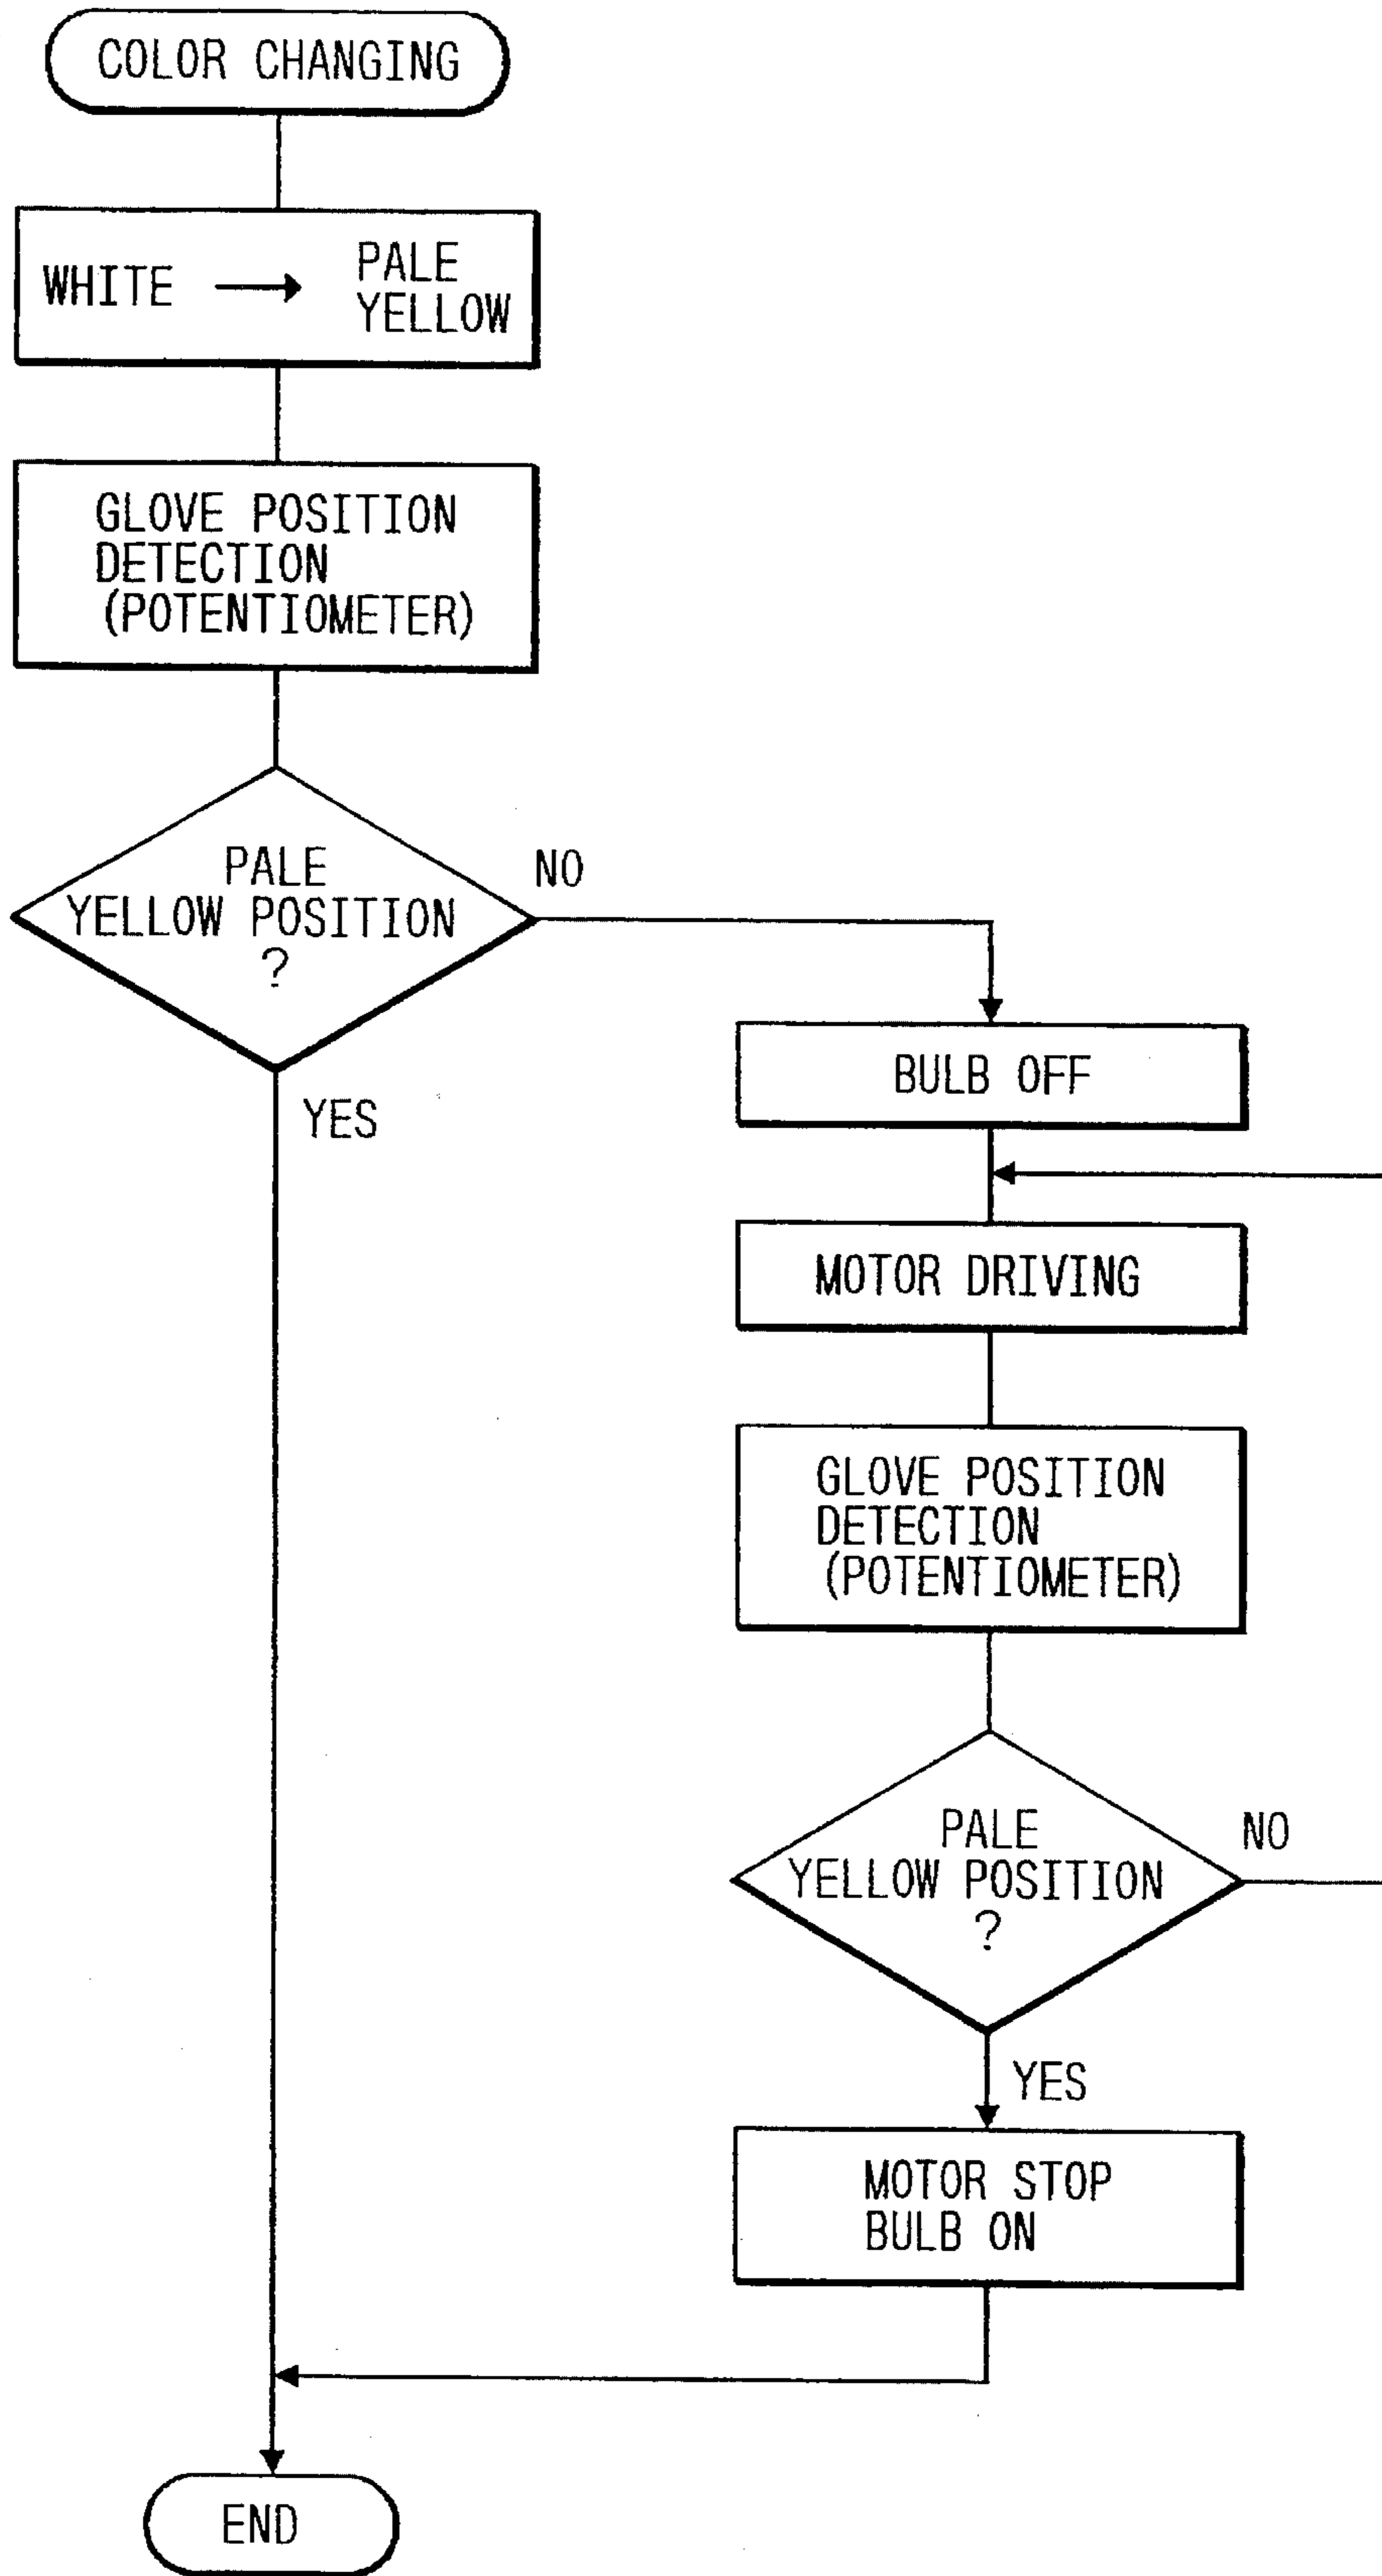 COLOR CHANGING
WHITE → PALE
YELLOW
GLOVE POSITION
DETECTION
(POTENTIOMETER)
PALE
YELLOW POSITION
?
NO
YES
BULB OFF
MOTOR DRIVING
GLOVE POSITION
DETECTION
(POTENTIOMETER)
PALE
YELLOW POSITION
?
NO
YES
MOTOR STOP
BULB ON
END